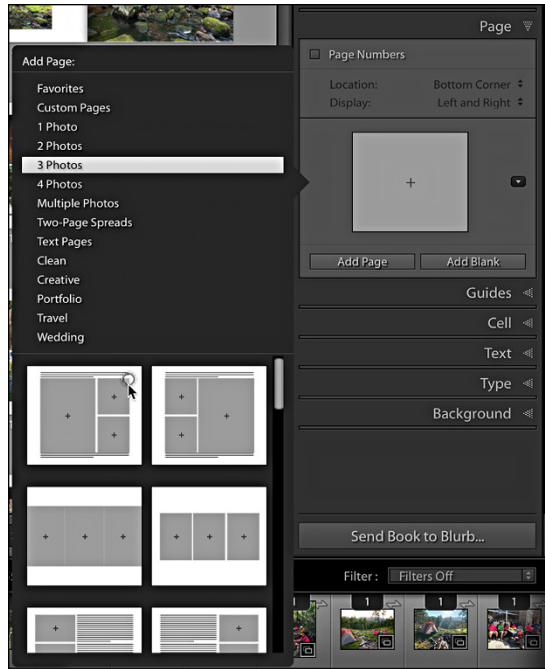 Page
Add Page:
Page Numbers
Favorites
Location: Bottom Corner
Custom Pages
Display: Left and Right
1 Photo
2 Photos
3 Photos
4 Photos
Multiple Photos
Two-Page Spreads
Text Pages
Clean
Creative
Portfolio
Travel
Wedding
Add Page Add Blank
Guides
Cell
Text
Type
Background
Send Book to Blurb...
Filter : Filters Off
1 1 1 1